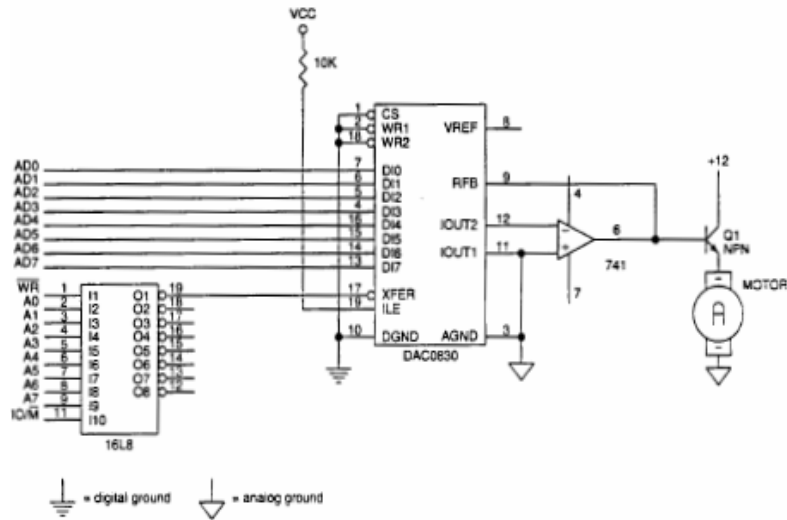 VCC
10K
1 CS
2 WR1
18 WR2
VREF 8
AD0 7 DI0
AD1 6 DI1
AD2 5 DI2
AD3 4 DI3
AD4 16 DI4
AD5 15 DI5
AD6 14 DI6
AD7 13 DI7
RFB 9
IOUT2 12
IOUT1 11
4
6
741
7
+12
Q1
NPN
MOTOR
A
17 XFER
19 ILE
10 DGND
AGND 3
DAC0830
WR 1 I1 O1 19
A0 2 I2 O2 18
A1 3 I3 O3 17
A2 4 I4 O4 16
A3 5 I5 O5 15
A4 6 I6 O6 14
A5 7 I7 O7 13
A6 8 I8 O8 12
A7 9 I9
IO/M 11 I10
16L8
= digital ground
= analog ground